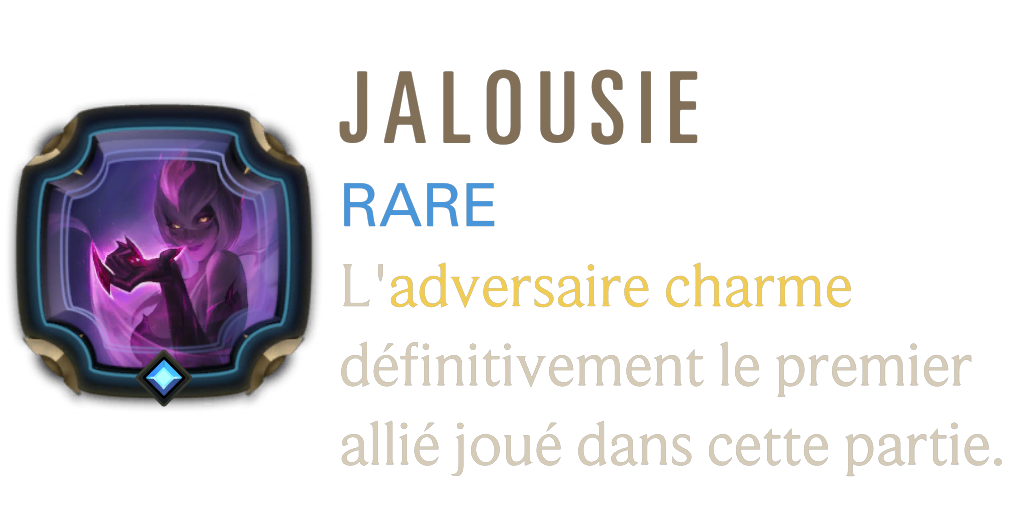 JALOUSIE
RARE
L'adversaire charme
définitivement le premier
allié joué dans cette partie.